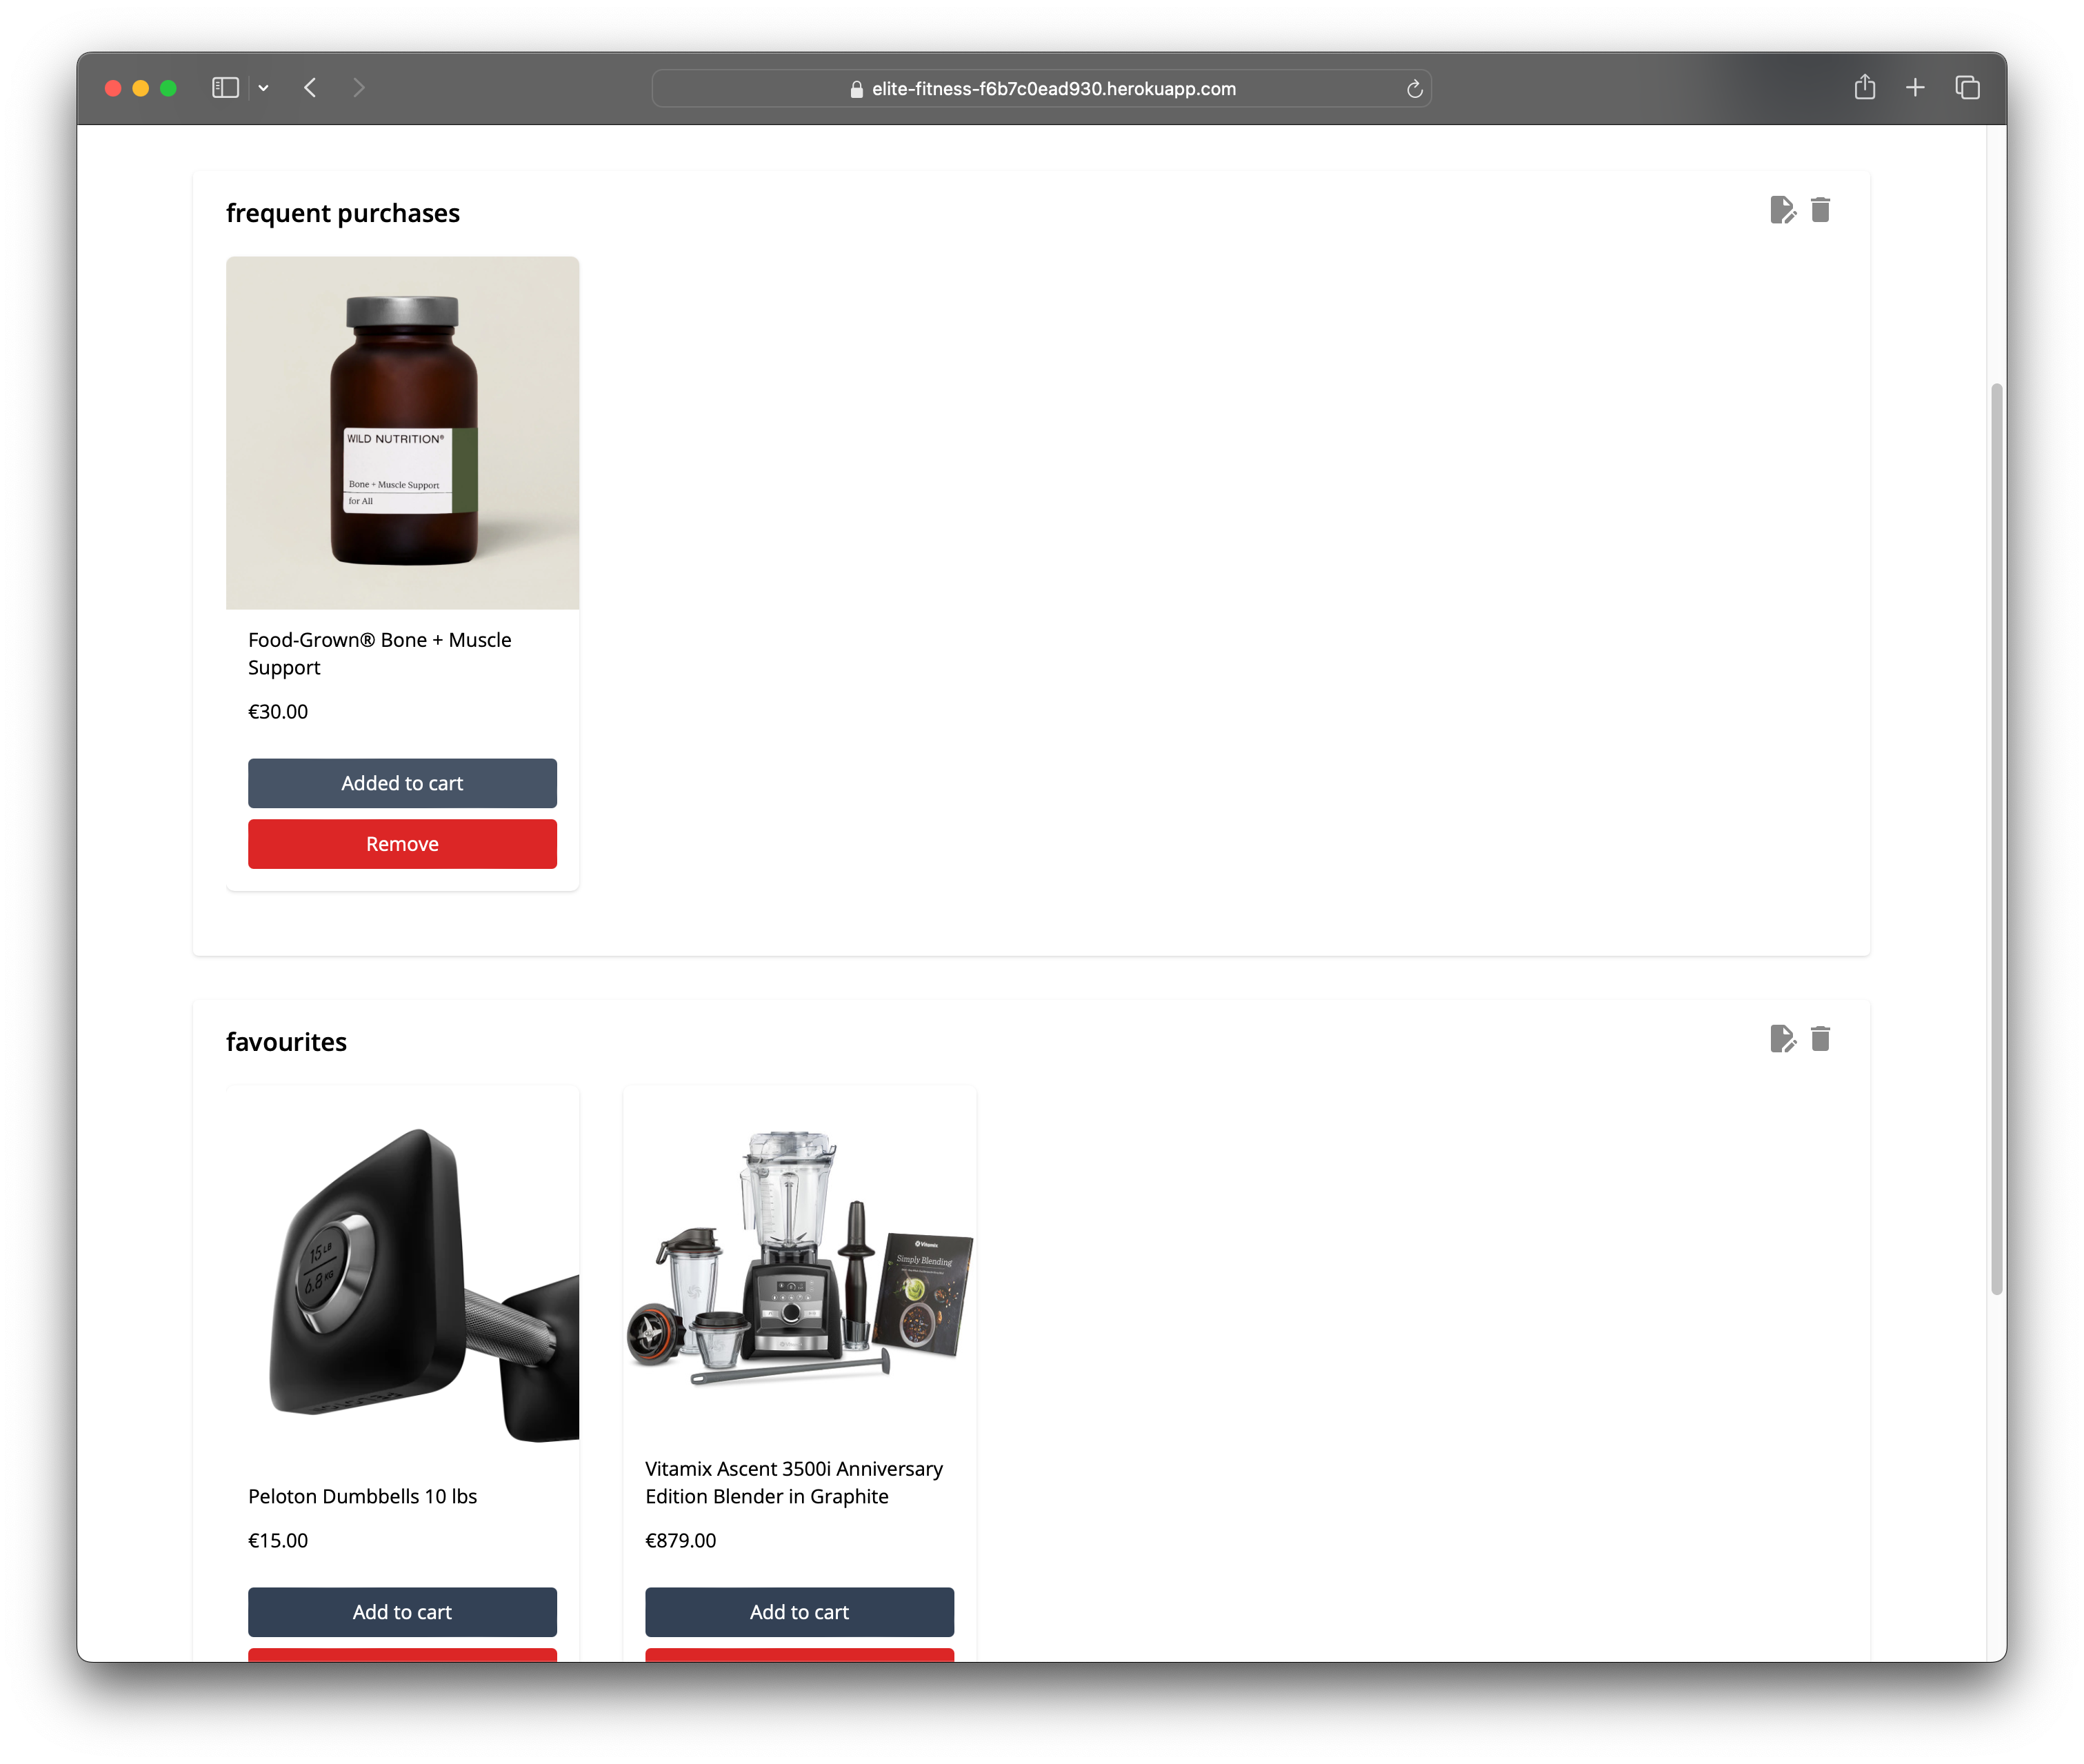 elite-fitness-f6b7c0ead930.herokuapp.com
frequent purchases
WILD NUTRITION®
Bone + Muscle Support
for All
Food-Grown® Bone + Muscle
Support
€30.00
Added to cart
Remove
favourites
15 LB
6.8 KG
Vitamix
Simply Blending
Peloton Dumbbells 10 lbs
€15.00
Add to cart
Vitamix Ascent 3500i Anniversary
Edition Blender in Graphite
€879.00
Add to cart